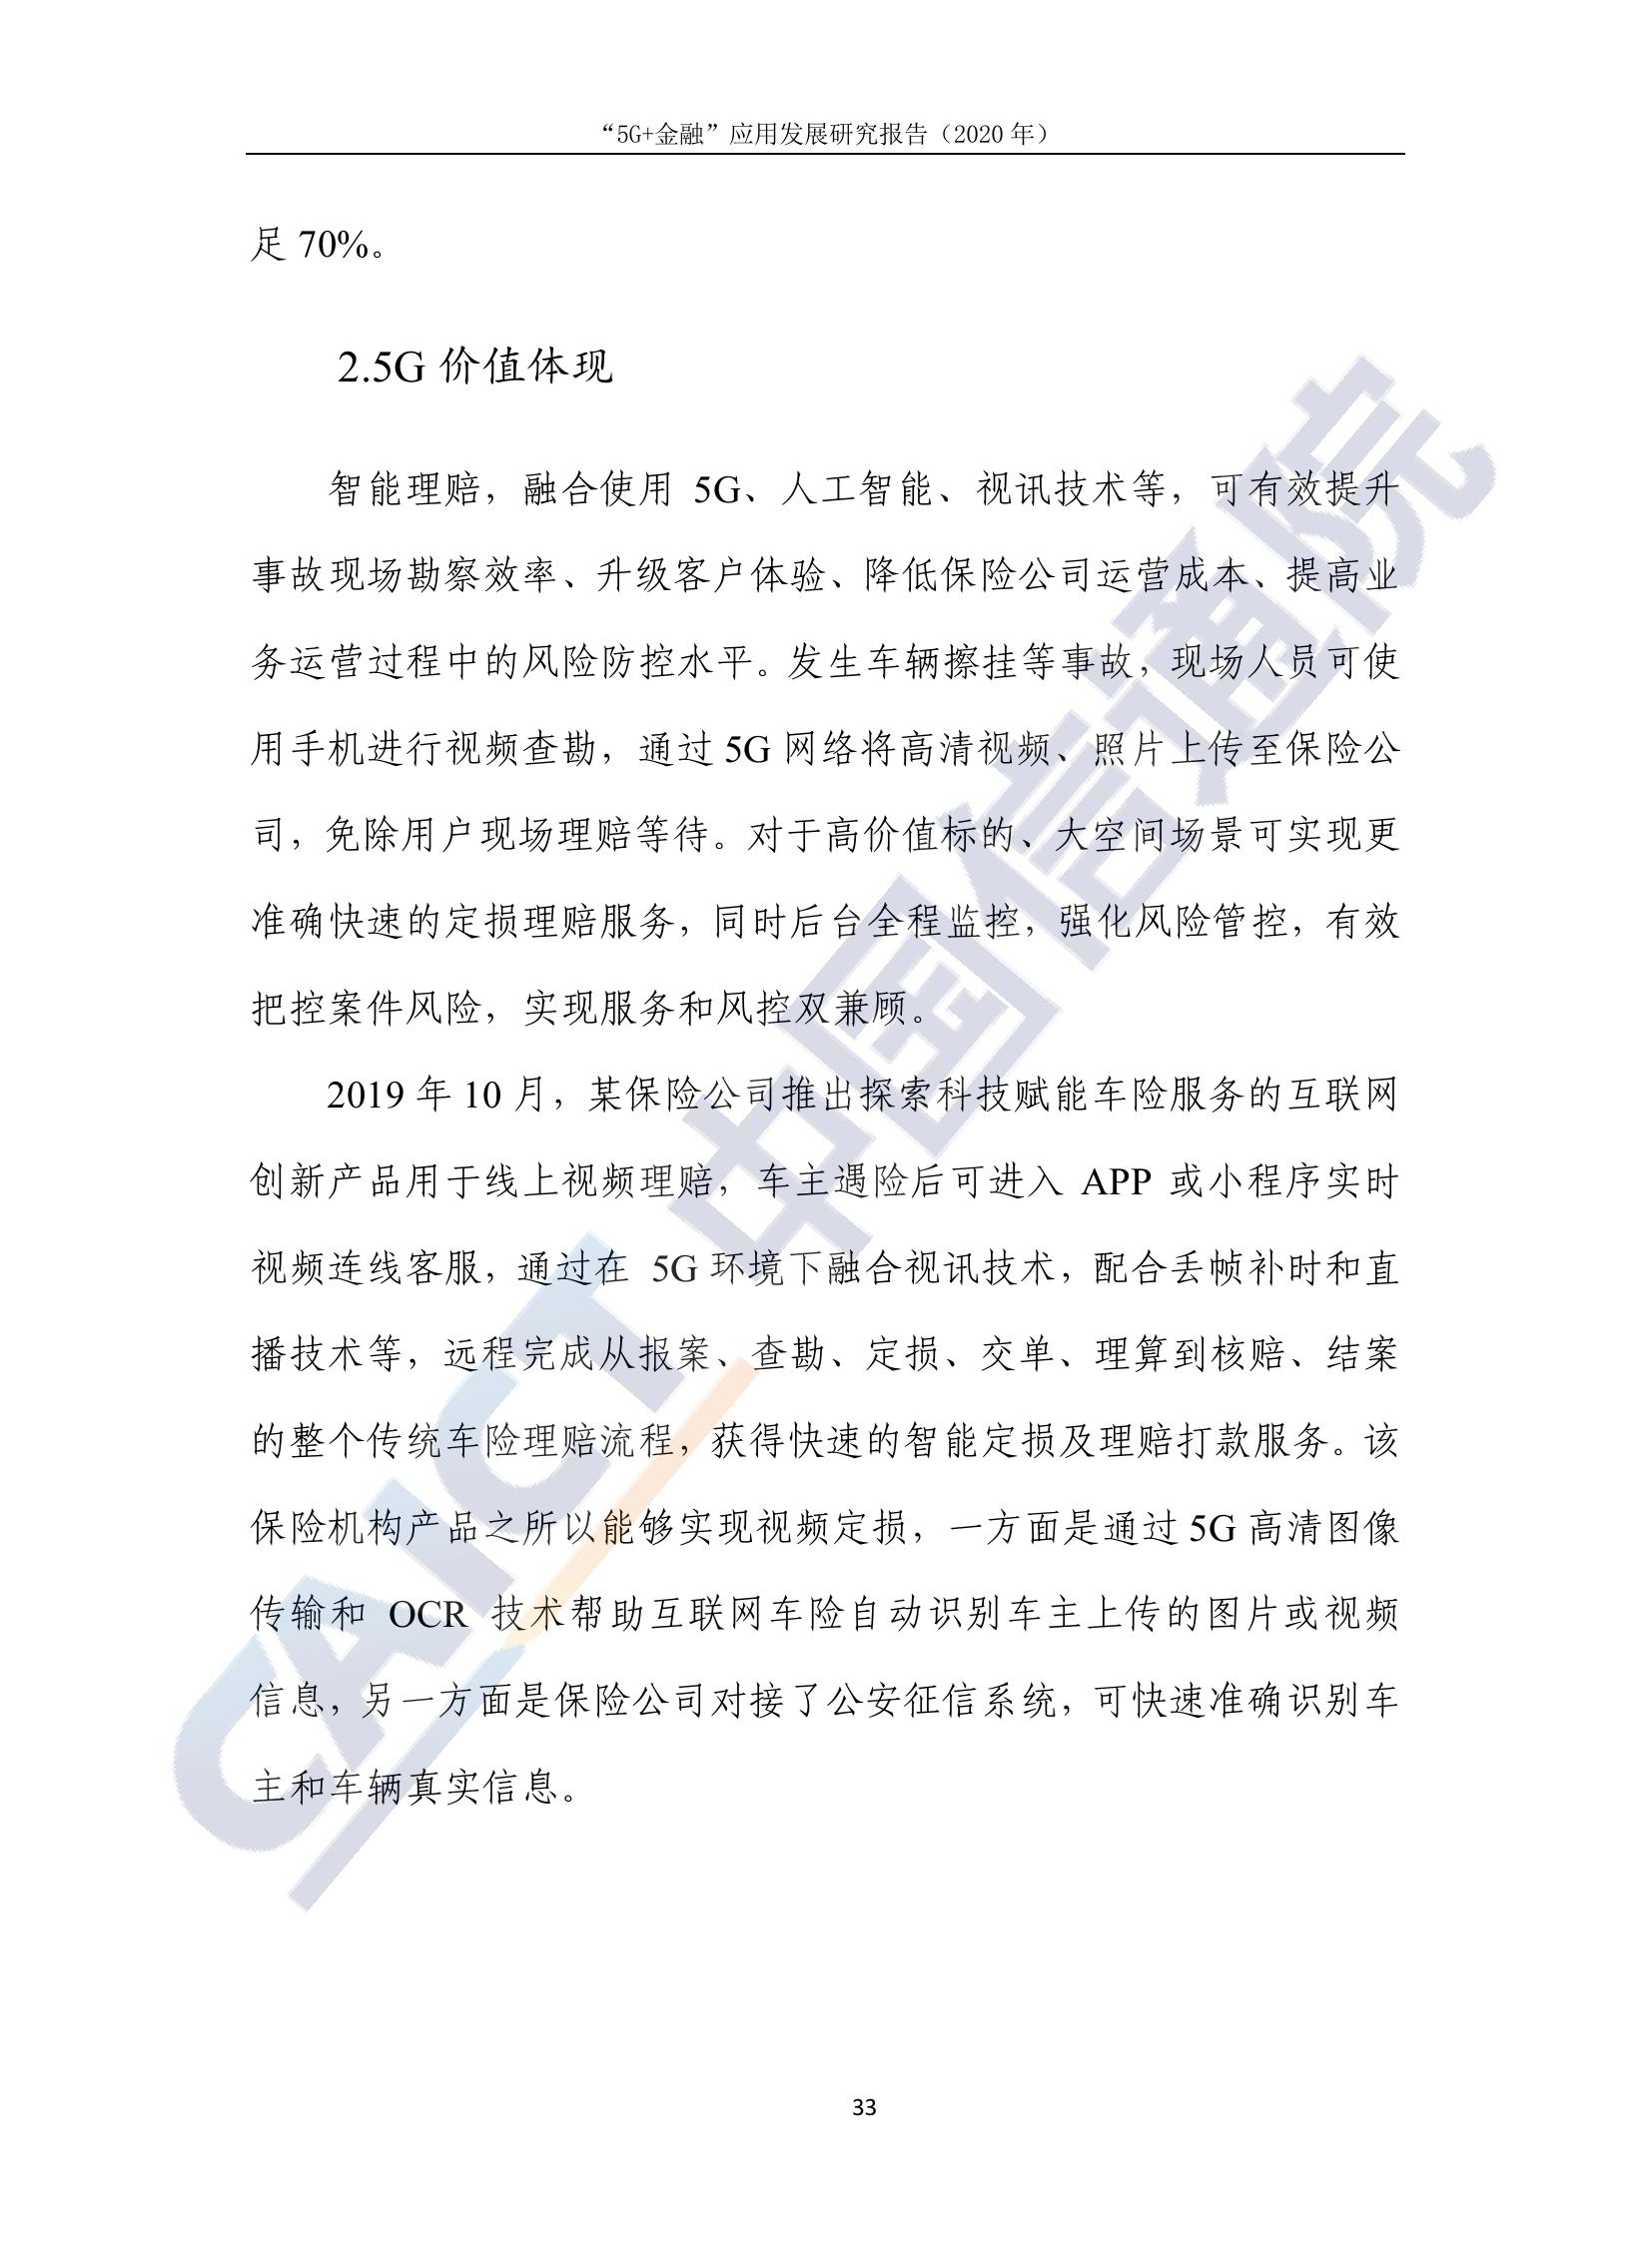 “5G+金融”应用发展研究报告（2020 年）
足 70%。
2.5G 价值体现
智能理赔，融合使用 5G、人工智能、视讯技术等，可有效提升
事故现场勘察效率、升级客户体验、降低保险公司运营成本、提高业
务运营过程中的风险防控水平。发生车辆擦挂等事故，现场人员可使
用手机进行视频查勘，通过 5G 网络将高清视频、照片上传至保险公
司，免除用户现场理赔等待。对于高价值标的、大空间场景可实现更
准确快速的定损理赔服务，同时后台全程监控，强化风险管控，有效
把控案件风险，实现服务和风控双兼顾。
2019 年 10 月，某保险公司推出探索科技赋能车险服务的互联网
创新产品用于线上视频理赔，车主遇险后可进入 APP 或小程序实时
视频连线客服，通过在 5G 环境下融合视讯技术，配合丢帧补时和直
播技术等，远程完成从报案、查勘、定损、交单、理算到核赔、结案
的整个传统车险理赔流程，获得快速的智能定损及理赔打款服务。该
保险机构产品之所以能够实现视频定损，一方面是通过 5G 高清图像
传输和 OCR 技术帮助互联网车险自动识别车主上传的图片或视频
信息，另一方面是保险公司对接了公安征信系统，可快速准确识别车
主和车辆真实信息。
CAICT 中国信通院
33